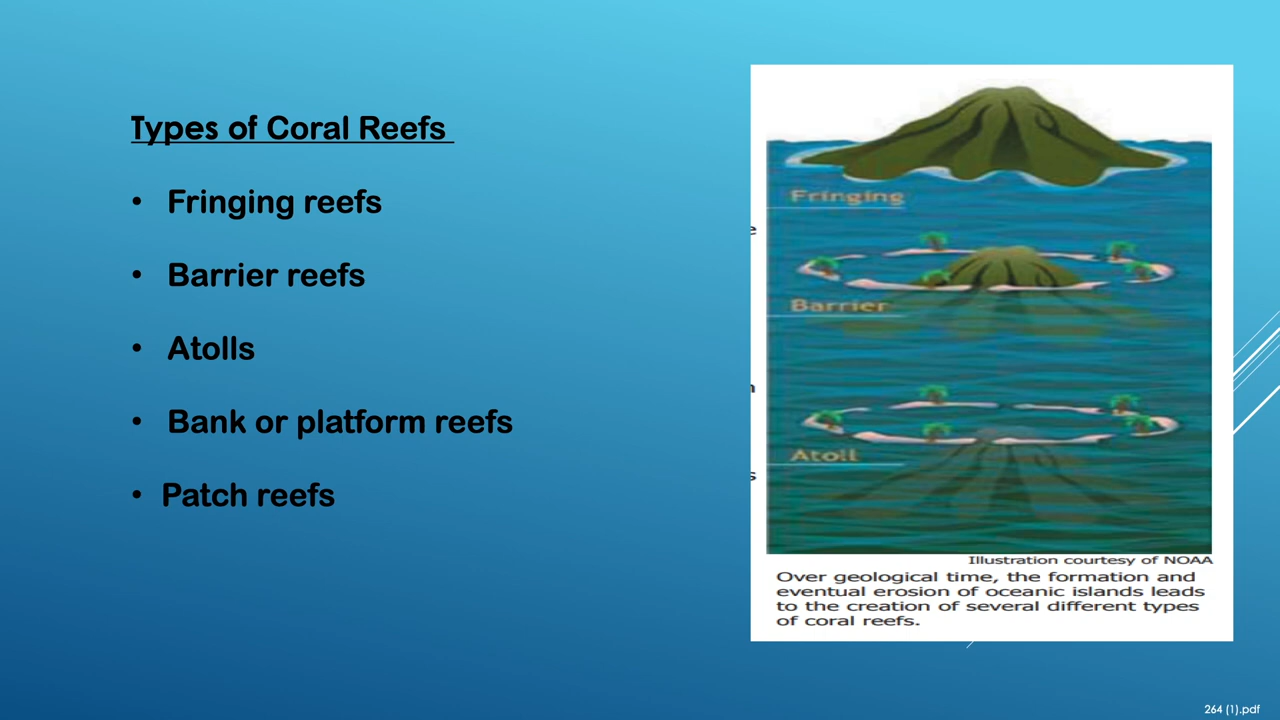 Types of Coral Reefs
• Fringing reefs
• Barrier reefs
• Atolls
• Bank or platform reefs
• Patch reefs
Fringing
Barrier
Atoll
Illustration courtesy of NOAA
Over geological time, the formation and
eventual erosion of oceanic islands leads
to the creation of several different types
of coral reefs.
264 (1).pdf